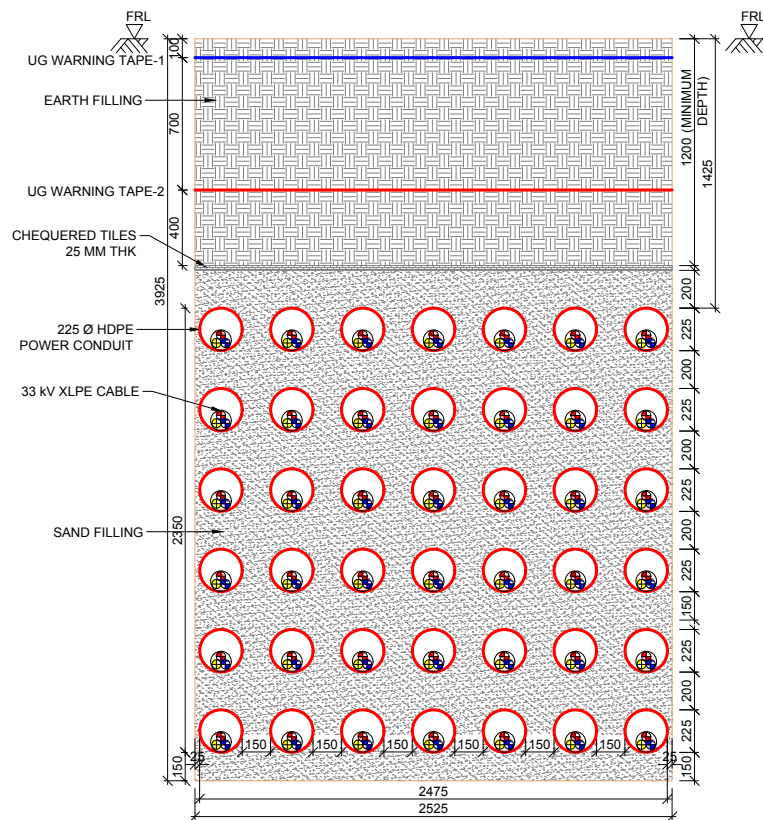 FRL
FRL
100
UG WARNING TAPE-1
EARTH FILLING
700
1200 (MINIMUM
DEPTH)
1425
UG WARNING TAPE-2
400
CHEQUERED TILES
25 MM THK
3925
200
225 Ø HDPE
POWER CONDUIT
225
200
33 kV XLPE CABLE
225
200
225
2350
SAND FILLING
200
225
150
225
200
225
150
150
150
150
150
150
25
25
150
150
2475
2525